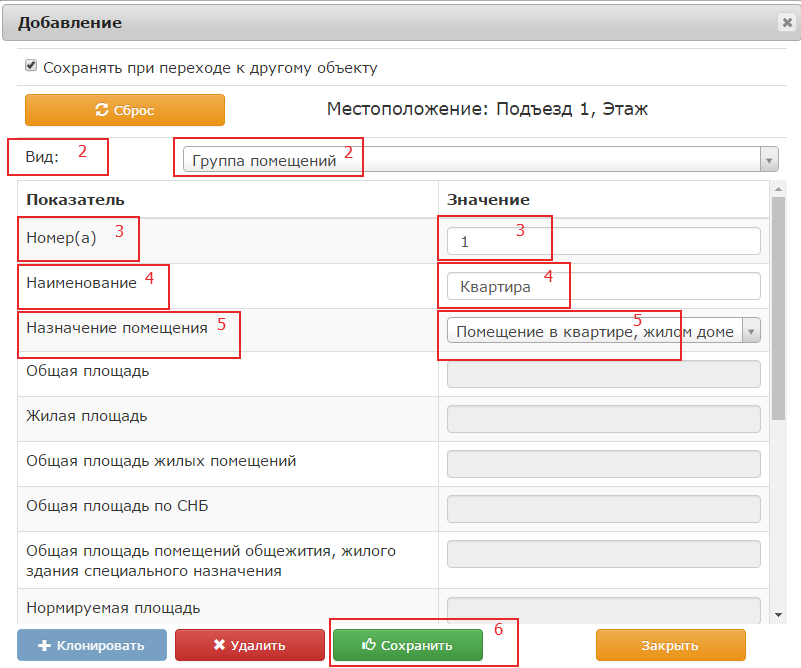 Добавление
Сохранять при переходе к другому объекту
Сброс
Местоположение: Подъезд 1, Этаж
Вид: 2
Группа помещений 2
Показатель
Значение
Номер(а) 3
1 3
Наименование 4
Квартира 4
Назначение помещения 5
Помещение в квартире, жилом доме 5
Общая площадь
Жилая площадь
Общая площадь жилых помещений
Общая площадь по СНБ
Общая площадь помещений общежития, жилого
здания специального назначения
Нормируемая площадь
Клонировать
Удалить
Сохранить 6
Закрыть